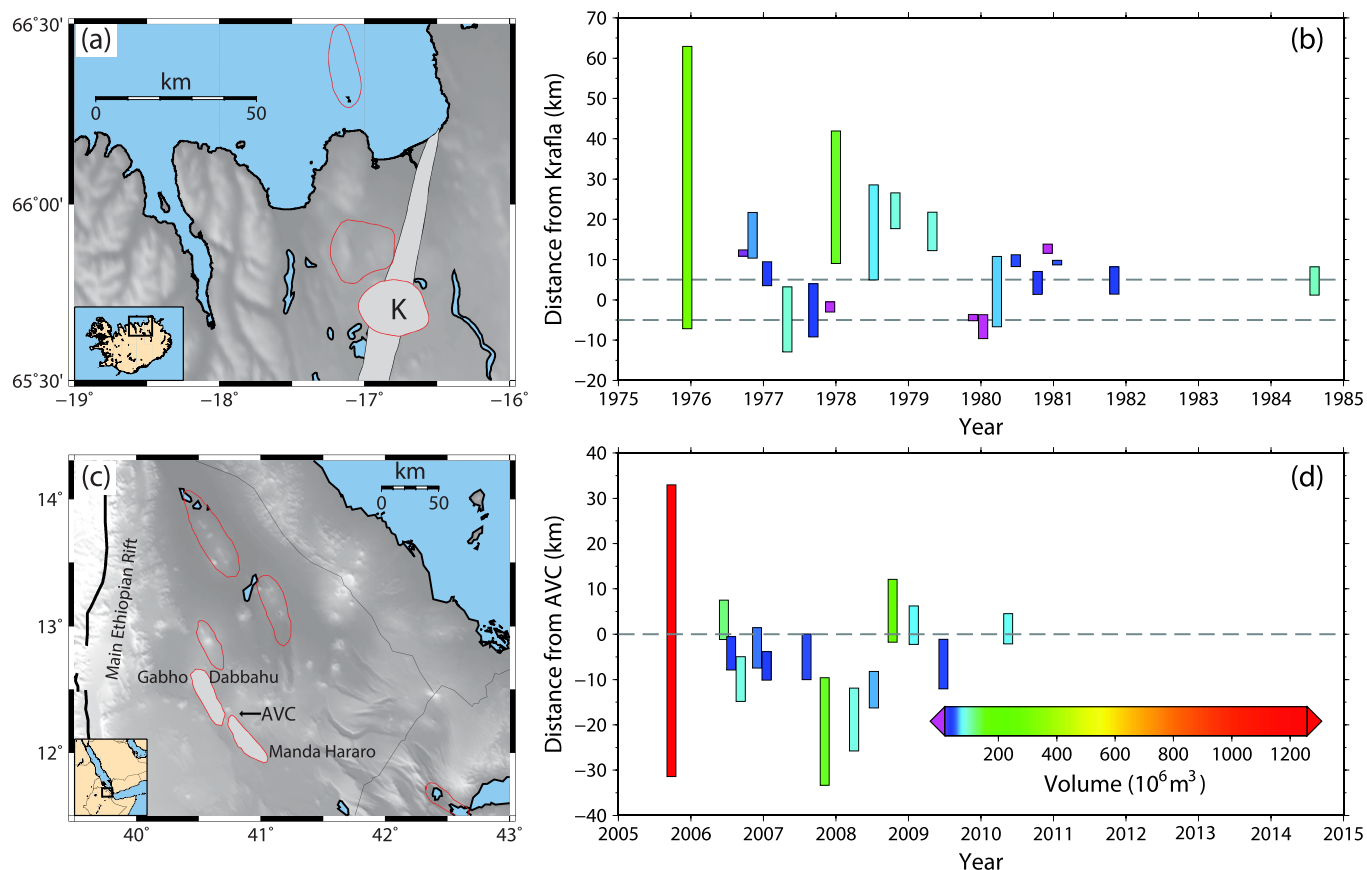 (a)
66°30'
66°00'
65°30'
km
0 50
K
−19 −18 −17 −16
(b)
Distance from Krafla (km)
70
60
50
40
30
20
10
0
−10
−20
1975 1976 1977 1978 1979 1980 1981 1982 1983 1984 1985
Year
(c)
14°
13°
12°
km
0 50
Main Ethiopian Rift
Gabho Dabbahu
AVC
Manda Hararo
40° 41° 42° 43°
(d)
Distance from AVC (km)
40
30
20
10
0
−10
−20
−30
−40
200 400 600 800 1000 1200
Volume (10⁶ m³)
2005 2006 2007 2008 2009 2010 2011 2012 2013 2014 2015
Year